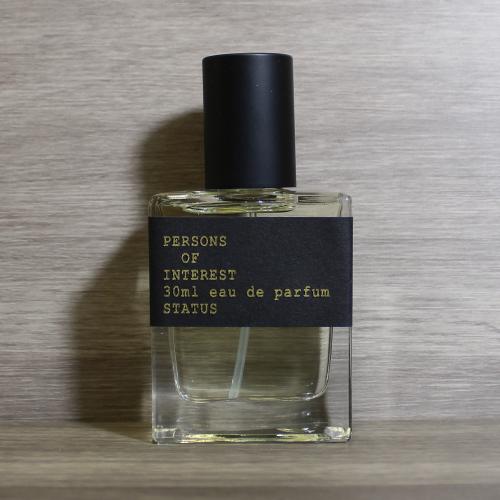 PERSONS
OF
INTEREST
30ml eau de parfum
STATUS